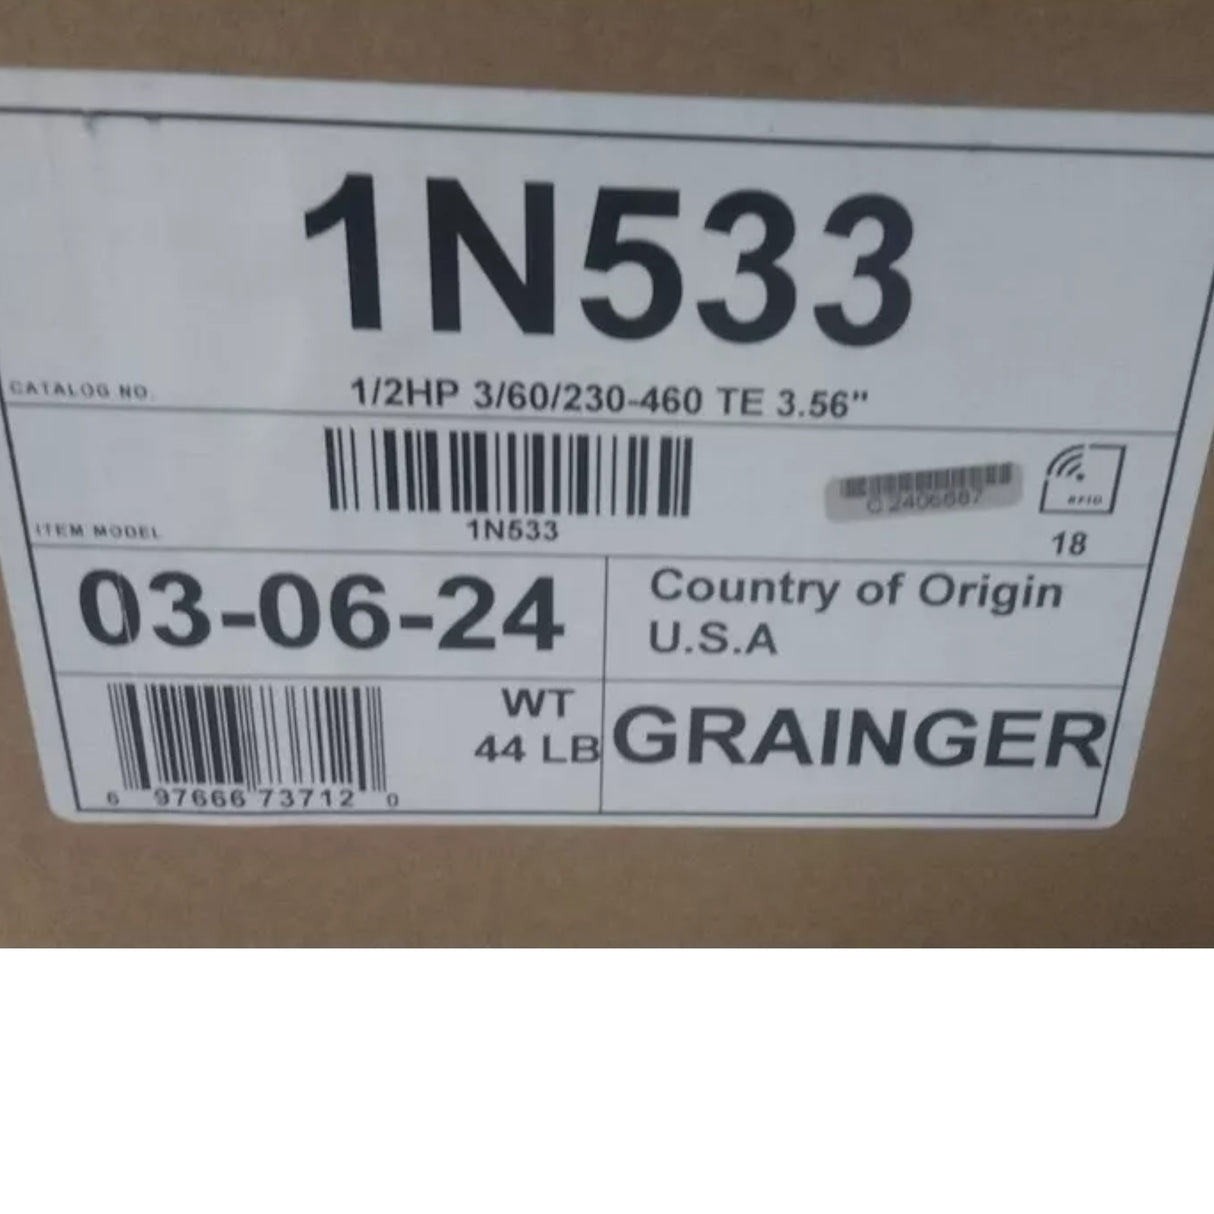 1N533
CATALOG NO.
1/2HP 3/60/230-460 TE 3.56"
1N533
ITEM MODEL
RFID
18
03-06-24
Country of Origin
U.S.A
WT
44 LB
GRAINGER
6 97666 73712 0